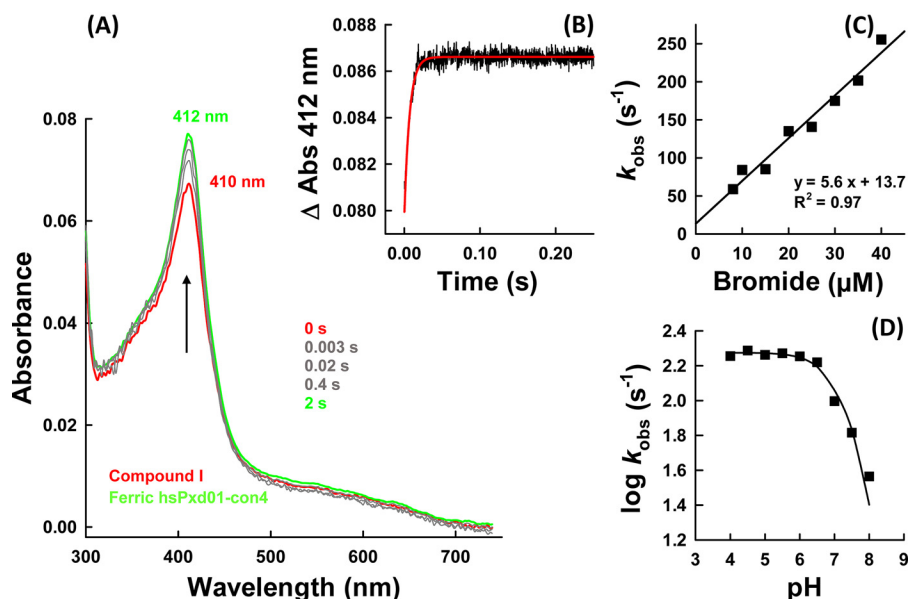 (A)
Absorbance
0.08
0.06
0.04
0.02
0.00
412 nm
410 nm
0 s
0.003 s
0.02 s
0.4 s
2 s
Compound I
Ferric hsPxd01-con4
300
400
500
600
700
Wavelength (nm)
(B)
Δ Abs 412 nm
0.088
0.086
0.084
0.082
0.080
0.00
0.10
0.20
Time (s)
(C)
kobs (s-1)
250
200
150
100
50
0
y = 5.6 x + 13.7
R2 = 0.97
0
10
20
30
40
Bromide (µM)
(D)
log kobs (s-1)
2.4
2.2
2.0
1.8
1.6
1.4
1.2
3
4
5
6
7
8
9
pH